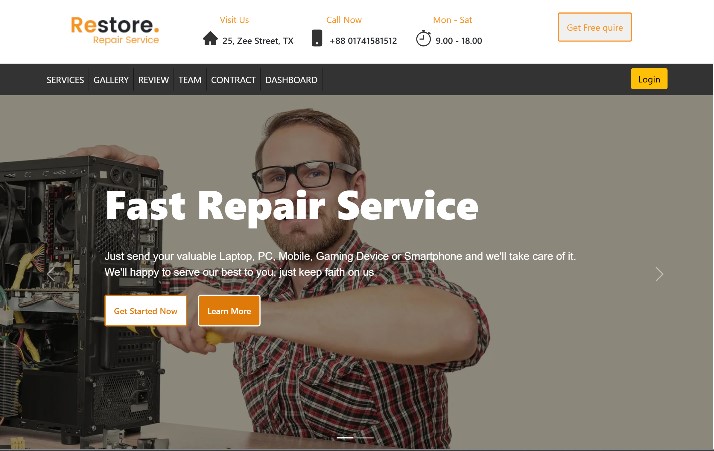 Restore.
Repair Service
Visit Us
25, Zee Street, TX
Call Now
+88 01741581512
Mon - Sat
9.00 - 18.00
Get Free quire
SERVICES GALLERY REVIEW TEAM CONTRACT DASHBOARD
Login
Fast Repair Service
Just send your valuable Laptop, PC, Mobile, Gaming Device or Smartphone and we'll take care of it.
We'll happy to serve our best to you. just keep faith on us.
Get Started Now
Learn More